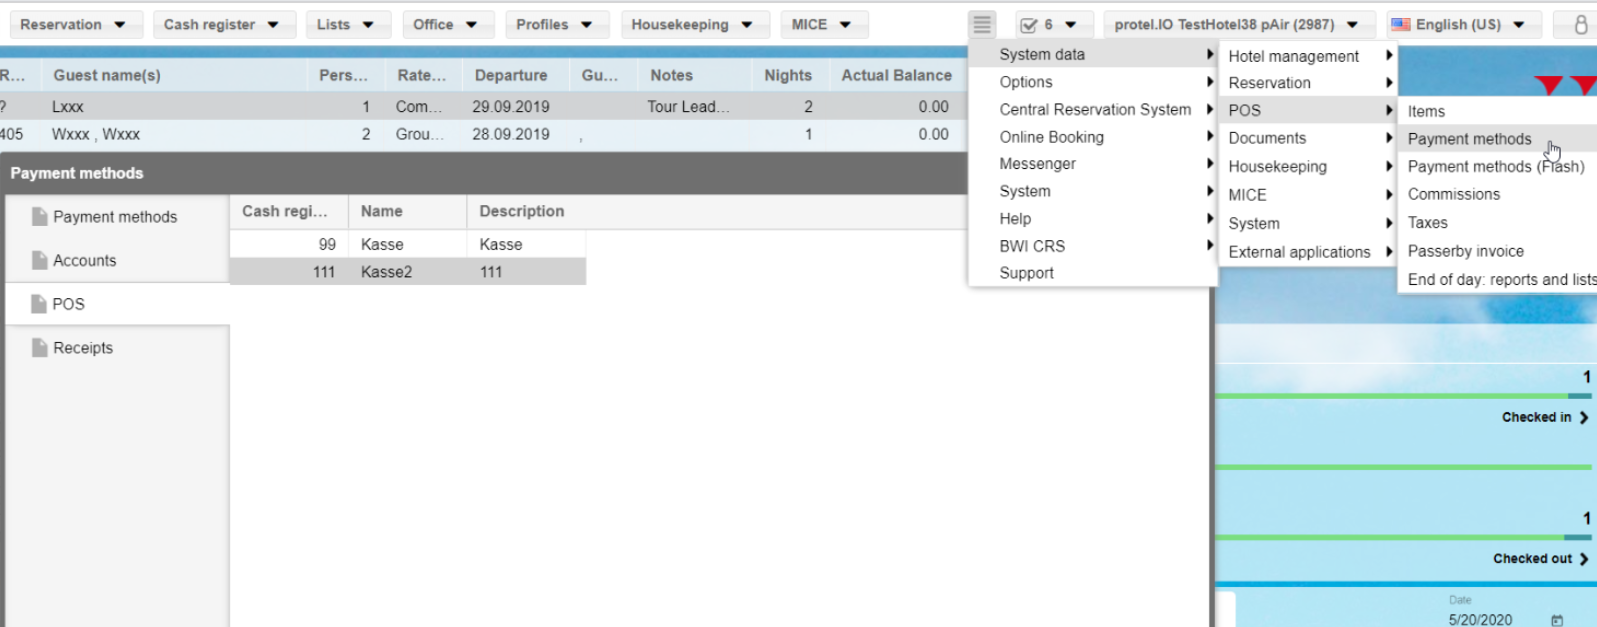 Reservation Cash register Lists Office Profiles Housekeeping MICE 6 protel.IO TestHotel38 pAir (2987) English (US)
R... Guest name(s) Pers... Rate... Departure Gu... Notes Nights Actual Balance
? Lxxx 1 Com... 29.09.2019 Tour Lead... 2 0.00
405 Wxxx , Wxxx 2 Grou... 28.09.2019 , 1 0.00
Payment methods
Payment methods
Accounts
POS
Receipts
Cash regi... Name Description
99 Kasse Kasse
111 Kasse2 111
System data
Options
Central Reservation System
Online Booking
Messenger
System
Help
BWI CRS
Support
Hotel management
Reservation
POS
Documents
Housekeeping
MICE
System
External applications
Items
Payment methods
Payment methods (Flash)
Commissions
Taxes
Passerby invoice
End of day: reports and lists
1
Checked in
1
Checked out
Date
5/20/2020